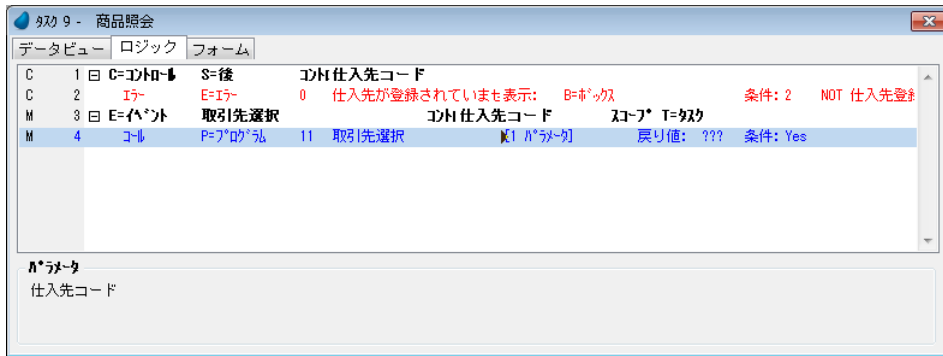 ﾀｽｸ 9 - 商品照会
データビュー ロジック フォーム
C 1 C=ｺﾝﾄﾛｰﾙ S=後 ｺﾝﾄﾛ 仕入先コード
C 2 ｴﾗｰ E=ｴﾗｰ 0 仕入先が登録されていませ 表示: B=ﾎﾞｯｸｽ 条件: 2 NOT 仕入先登録
M 3 E=ｲﾍﾞﾝﾄ 取引先選択 ｺﾝﾄﾛ 仕入先コード ｽｺｰﾌﾟ T=ﾀｽｸ
M 4 ｺｰﾙ P=ﾌﾟﾛｸﾞﾗﾑ 11 取引先選択 [1 ﾊﾟﾗﾒｰﾀ] 戻り値: ??? 条件: Yes
ﾊﾟﾗﾒｰﾀ
仕入先コード